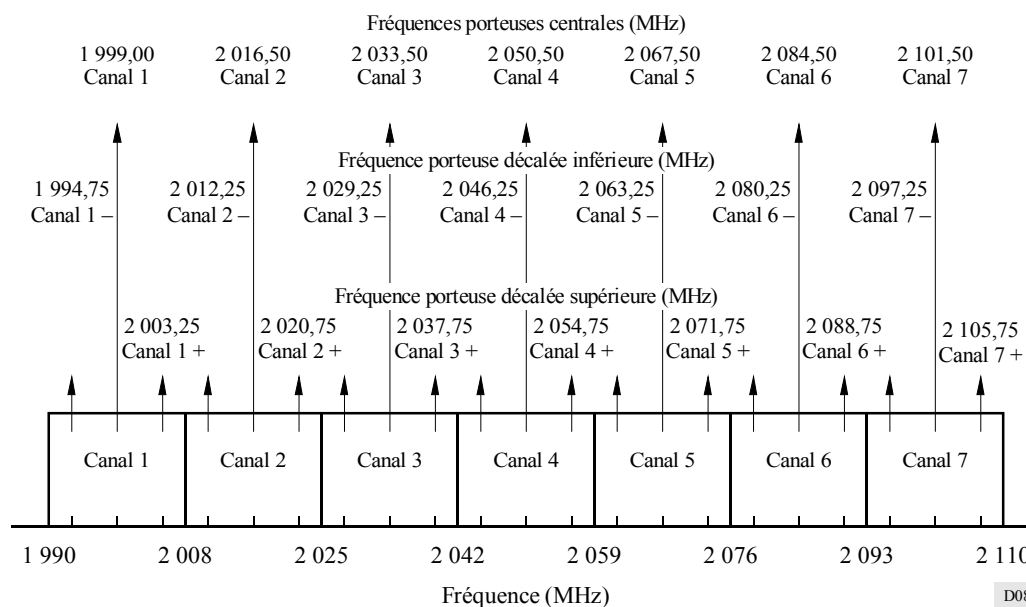 Fréquences porteuses centrales (MHz)
1 999,00 2 016,50 2 033,50 2 050,50 2 067,50 2 084,50 2 101,50
Canal 1 Canal 2 Canal 3 Canal 4 Canal 5 Canal 6 Canal 7
Fréquence porteuse décalée inférieure (MHz)
1 994,75 2 012,25 2 029,25 2 046,25 2 063,25 2 080,25 2 097,25
Canal 1 – Canal 2 – Canal 3 – Canal 4 – Canal 5 – Canal 6 – Canal 7 –
Fréquence porteuse décalée supérieure (MHz)
2 003,25 2 020,75 2 037,75 2 054,75 2 071,75 2 088,75 2 105,75
Canal 1 + Canal 2 + Canal 3 + Canal 4 + Canal 5 + Canal 6 + Canal 7 +
Canal 1 Canal 2 Canal 3 Canal 4 Canal 5 Canal 6 Canal 7
1 990 2 008 2 025 2 042 2 059 2 076 2 093 2 110
Fréquence (MHz)
D08